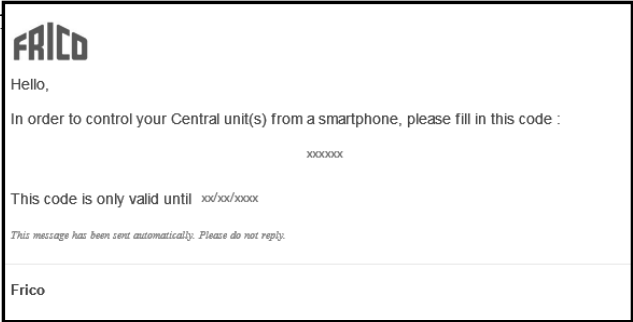 FRICO
Hello,
In order to control your Central unit(s) from a smartphone, please fill in this code :
xxxxxx
This code is only valid until xx/xx/xxxx
This message has been sent automatically. Please do not reply.
Frico